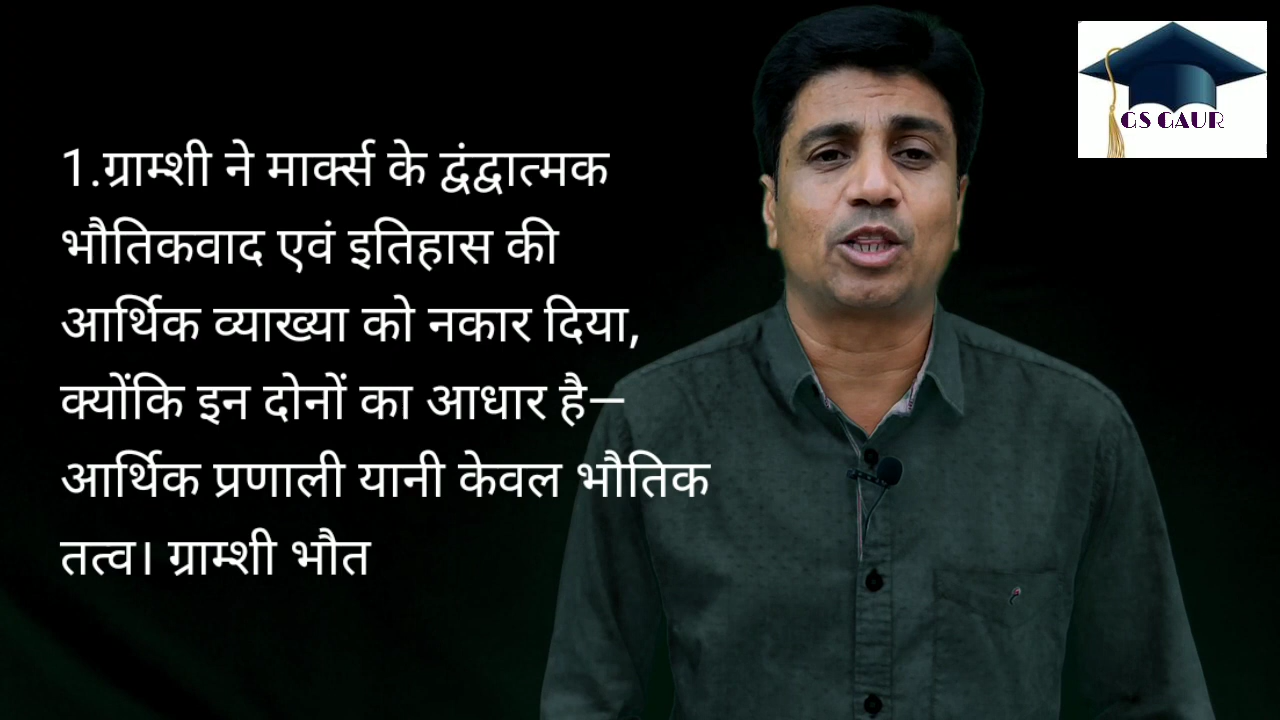 1.ग्राम्शी ने मार्क्स के द्वंद्वात्मक
भौतिकवाद एवं इतिहास की
आर्थिक व्याख्या को नकार दिया,
क्योंकि इन दोनों का आधार है—
आर्थिक प्रणाली यानी केवल भौतिक
तत्व। ग्राम्शी भौत
GS GAUR